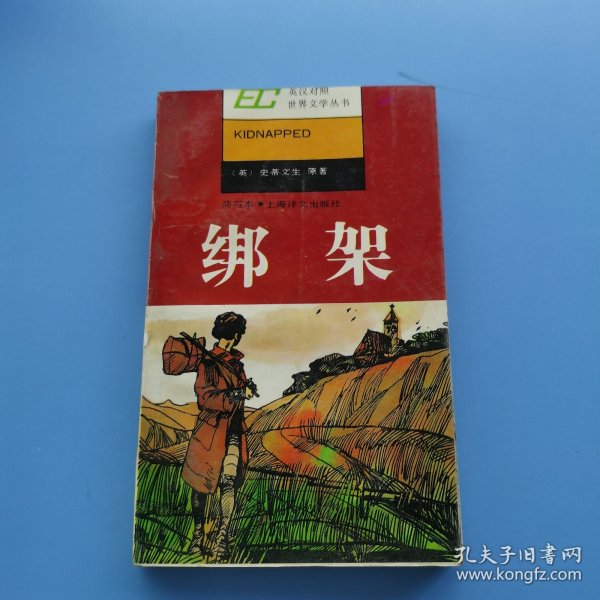 EC 英汉对照
世界文学丛书
KIDNAPPED
（英）史蒂文生 原著
简写本●上海译文出版社
绑架
孔夫子旧书网
www.kongfz.com